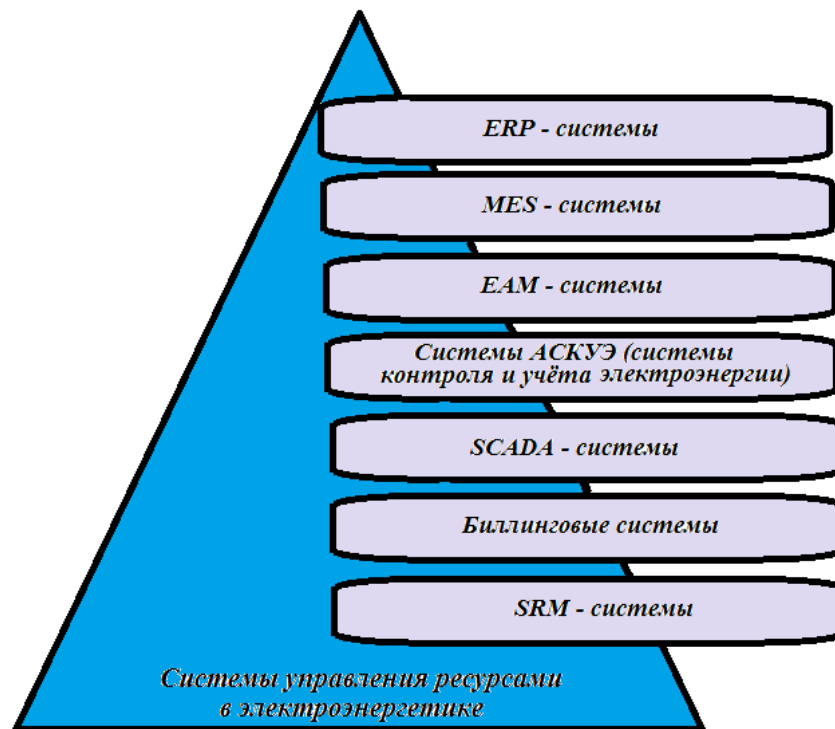 ERP - системы
MES - системы
EAM - системы
Системы АСКУЭ (системы
контроля и учёта электроэнергии)
SCADA - системы
Биллинговые системы
SRM - системы
Системы управления ресурсами
в электроэнергетике